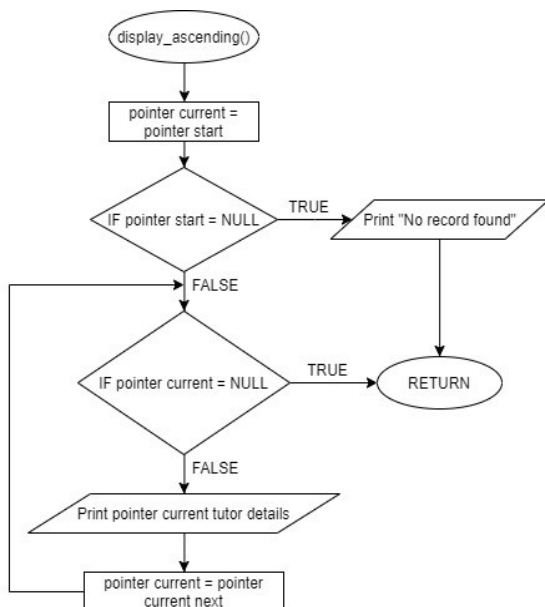 display_ascending()
pointer current =
pointer start
IF pointer start = NULL
TRUE
Print "No record found"
FALSE
IF pointer current = NULL
TRUE
RETURN
FALSE
Print pointer current tutor details
pointer current = pointer
current next